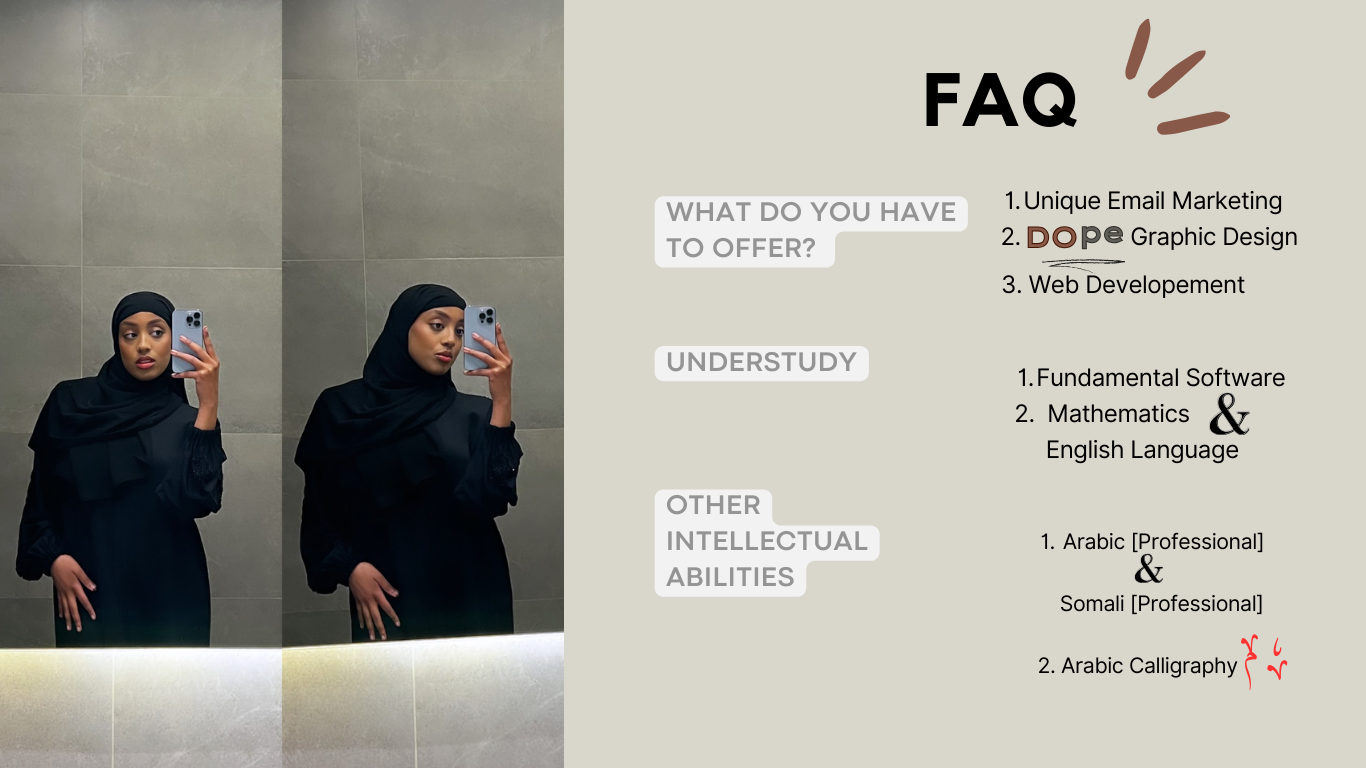 FAQ
WHAT DO YOU HAVE
TO OFFER?
1. Unique Email Marketing
2. DOpe Graphic Design
3. Web Developement
UNDERSTUDY
1. Fundamental Software
2. Mathematics &
English Language
OTHER
INTELLECTUAL
ABILITIES
1. Arabic [Professional]
&
Somali [Professional]
2. Arabic Calligraphy